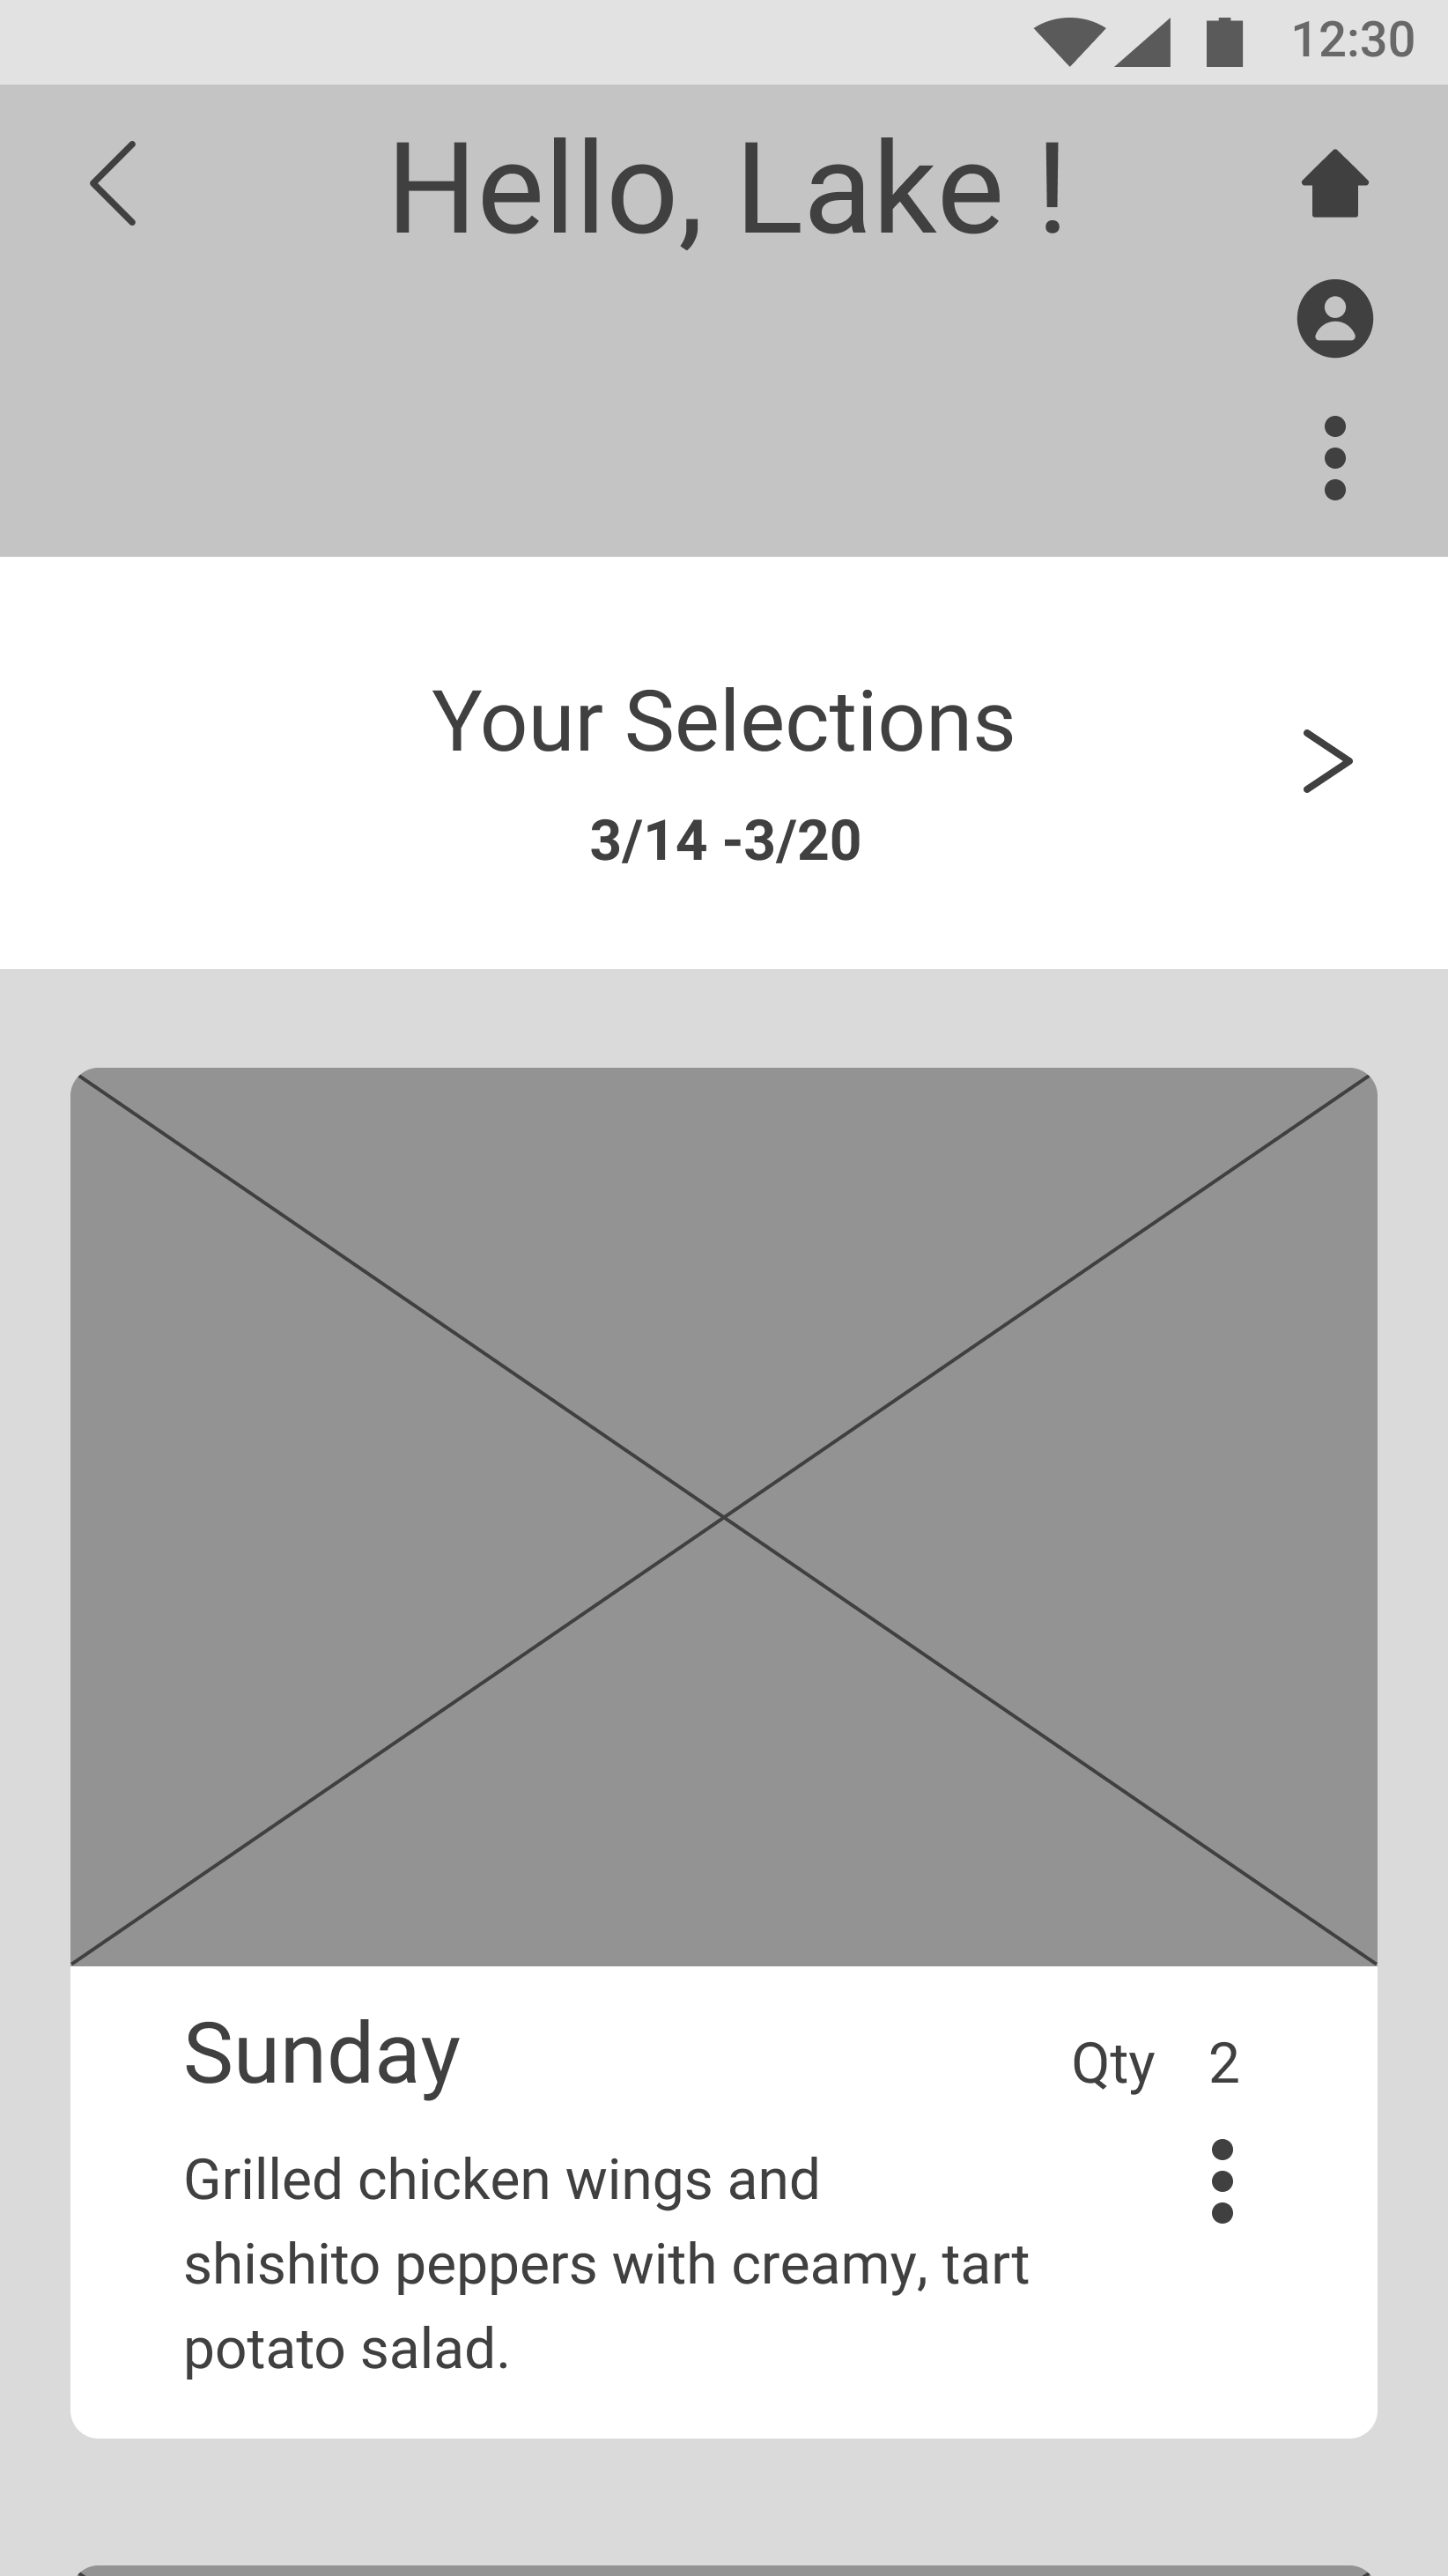 12:30
Hello, Lake !
Your Selections
3/14 -3/20
Sunday
Qty 2
Grilled chicken wings and
shishito peppers with creamy, tart
potato salad.